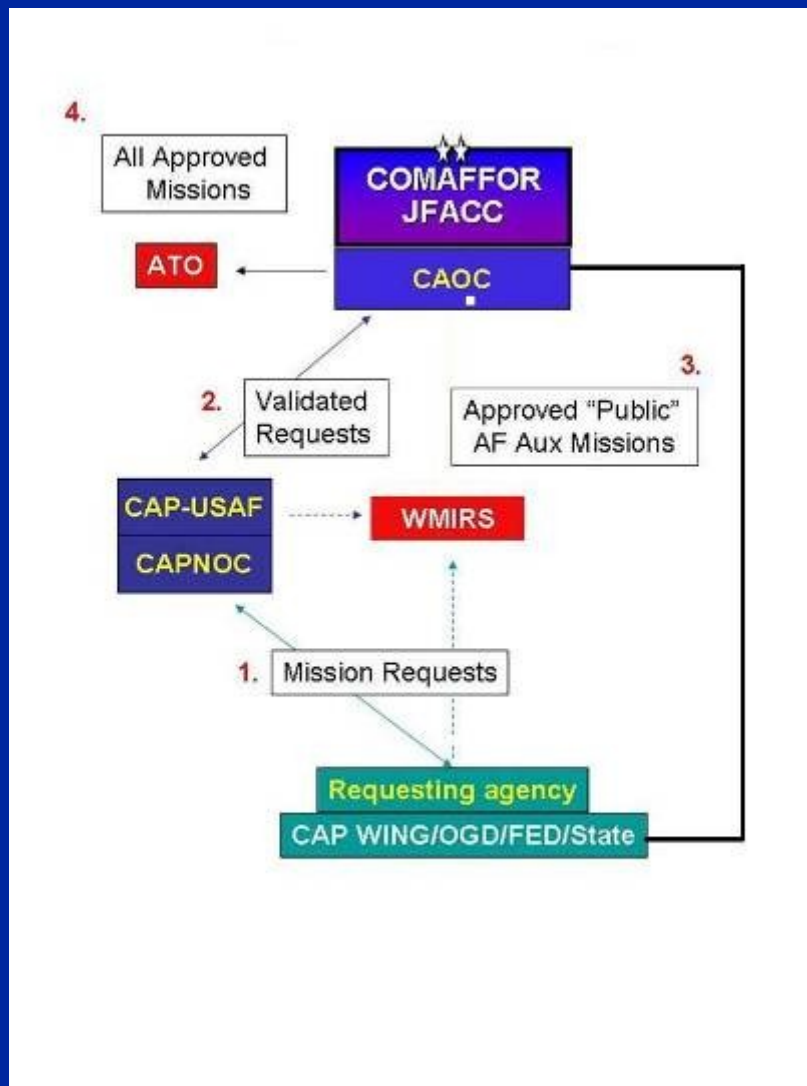 4.
All Approved
Missions
COMAFFOR
JFACC
ATO
CAOC
3.
2.
Validated
Requests
Approved “Public”
AF Aux Missions
CAP-USAF
WMIRS
CAPNOC
1.
Mission Requests
Requesting agency
CAP WING/OGD/FED/State